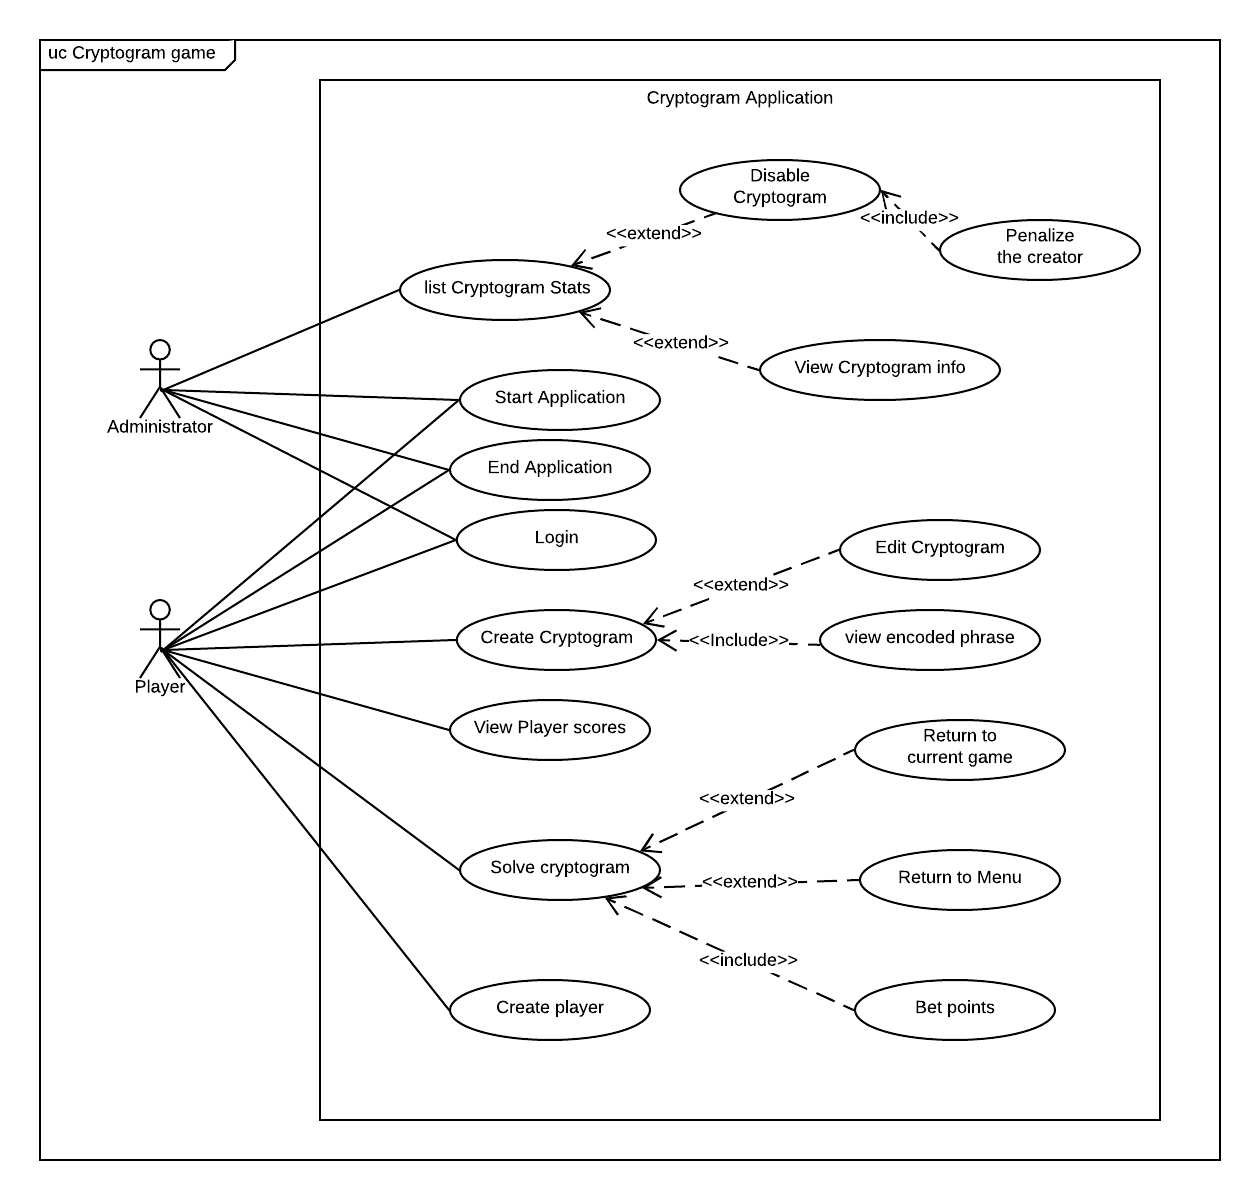 uc Cryptogram game
Cryptogram Application
Disable
Cryptogram
<<include>>
Penalize
the creator
<<extend>>
list Cryptogram Stats
<<extend>>
View Cryptogram info
Start Application
Administrator
End Application
Login
Edit Cryptogram
<<extend>>
Create Cryptogram
<<Include>>
view encoded phrase
Player
View Player scores
Return to
current game
<<extend>>
Solve cryptogram
<<extend>>
Return to Menu
<<include>>
Create player
Bet points